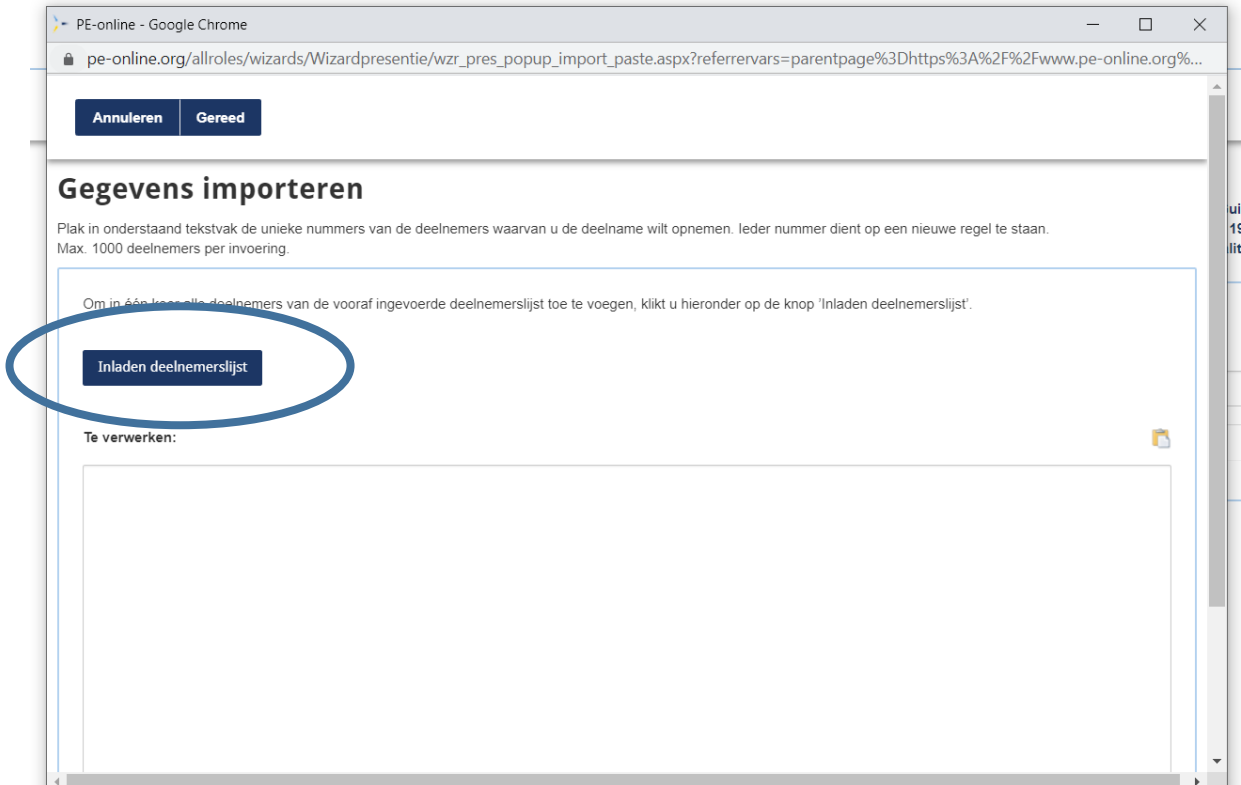 PE-online - Google Chrome
pe-online.org/allroles/wizards/Wizardpresentie/wzr_pres_popup_import_paste.aspx?referrervars=parentpage%3Dhttps%3A%2F%2Fwww.pe-online.org%...
Annuleren Gereed
Gegevens importeren
Plak in onderstaand tekstvak de unieke nummers van de deelnemers waarvan u de deelname wilt opnemen. Ieder nummer dient op een nieuwe regel te staan.
Max. 1000 deelnemers per invoering.
Om in één keer alle deelnemers van de vooraf ingevoerde deelnemerslijst toe te voegen, klikt u hieronder op de knop 'Inladen deelnemerslijst'.
Inladen deelnemerslijst
Te verwerken: